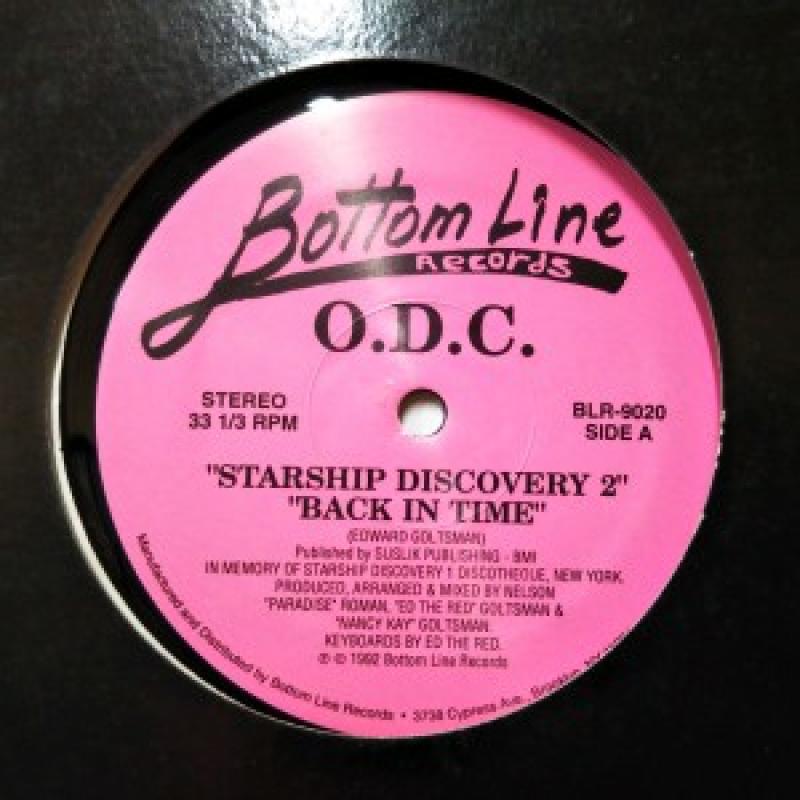 Bottom Line
Records
O.D.C.
STEREO
33 1/3 RPM
BLR-9020
SIDE A
"STARSHIP DISCOVERY 2"
"BACK IN TIME"
(EDWARD GOLTSMAN)
Published by SUSLIK PUBLISHING - BMI
IN MEMORY OF STARSHIP DISCOVERY 1 DISCOTHEQUE, NEW YORK.
PRODUCED, ARRANGED & MIXED BY NELSON
"PARADISE" ROMAN, "ED THE RED" GOLTSMAN &
"NANCY KAY" GOLTSMAN.
KEYBOARDS BY ED THE RED.
℗ © 1992 Bottom Line Records
Manufactured and Distributed by Bottom Line Records • 3738 Cypress Ave., Brooklyn, NY